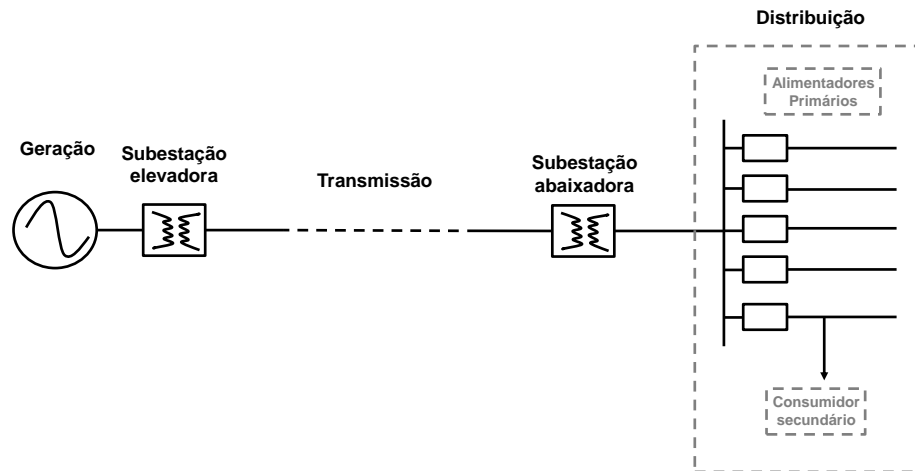 Distribuição
Alimentadores
Primários
Geração
Subestação
elevadora
Transmissão
Subestação
abaixadora
Consumidor
secundário